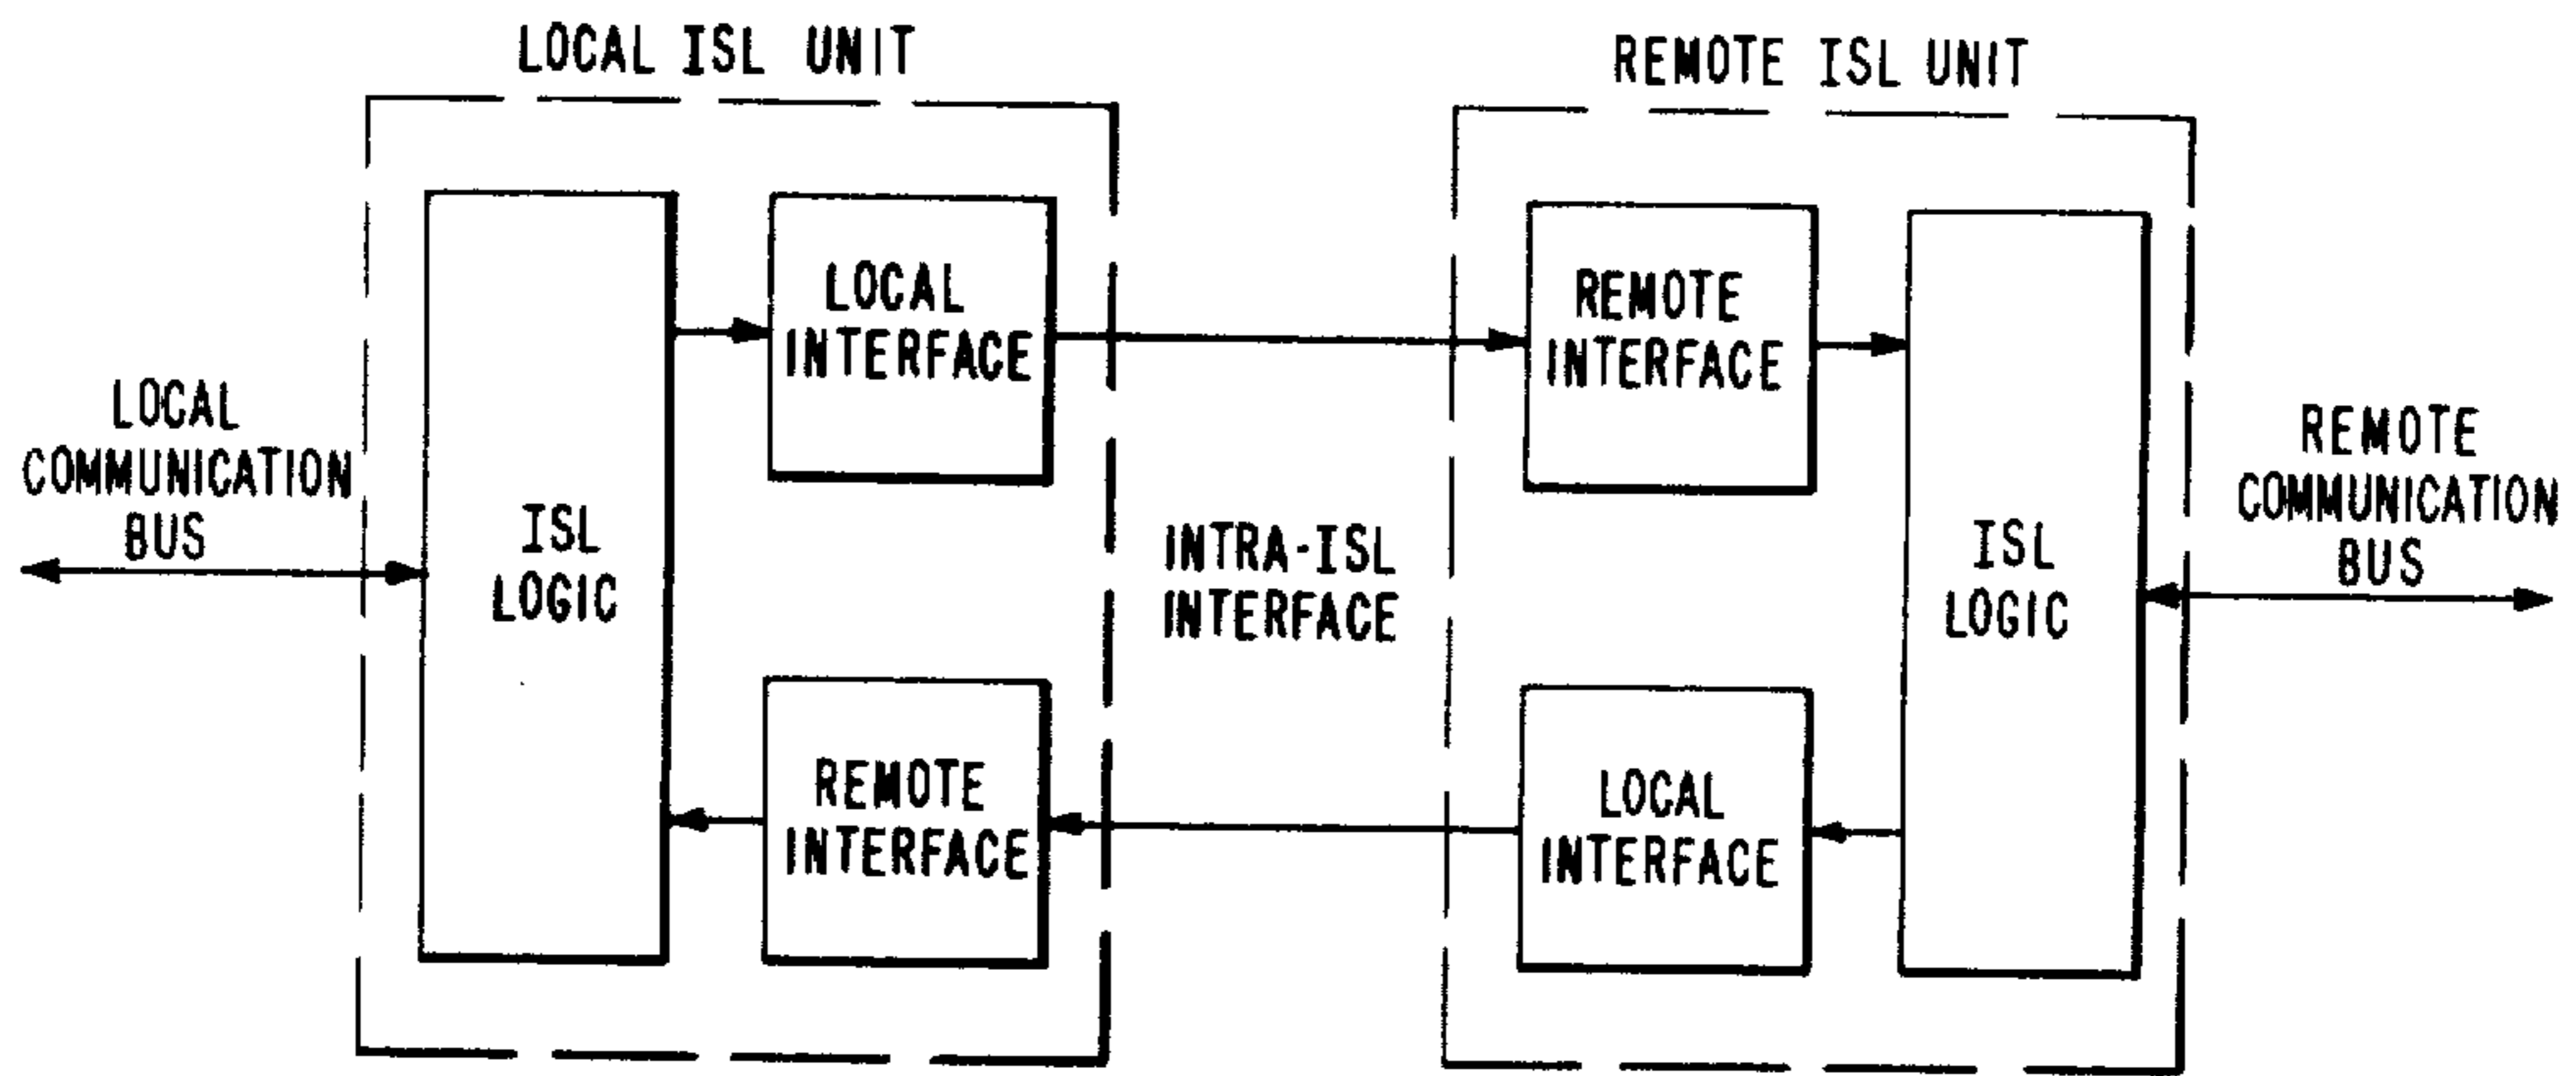 LOCAL ISL UNIT
REMOTE ISL UNIT
LOCAL
COMMUNICATION
BUS
ISL
LOGIC
LOCAL
INTERFACE
REMOTE
INTERFACE
INTRA-ISL
INTERFACE
REMOTE
INTERFACE
LOCAL
INTERFACE
ISL
LOGIC
REMOTE
COMMUNICATION
BUS